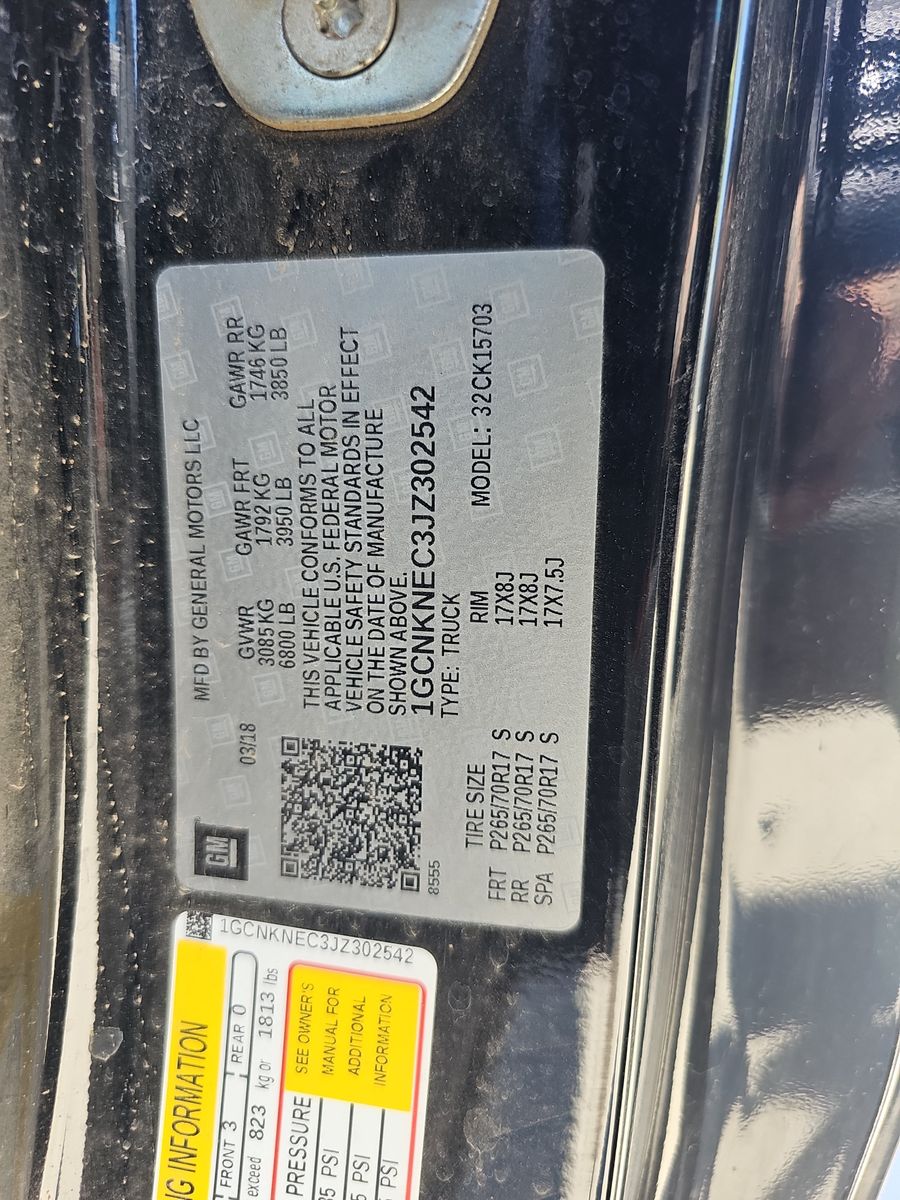 GM
MFD BY GENERAL MOTORS LLC
03/18
GVWR GAWR FRT GAWR RR
3085KG 1792 KG 1746 KG
6800 LB 3950 LB 3850 LB
THIS VEHICLE CONFORMS TO ALL
APPLICABLE U.S. FEDERAL MOTOR
VEHICLE SAFETY STANDARDS IN EFFECT
ON THE DATE OF MANUFACTURE
SHOWN ABOVE.
1GCNKNEC3JZ302542
TYPE: TRUCK
8555
MODEL: 32CK15703
TIRE SIZE RIM
FRT P265/70R17 S 17X8J
RR P265/70R17 S 17X8J
SPA P265/70R17 S 17X7.5J
1GCNKNEC3JZ302542
INFORMATION
FRONT 3 REAR 0
exceed 823 kg or 1813 lbs
PRESSURE
PSI
PSI
PSI
SEE OWNER'S
MANUAL FOR
ADDITIONAL
INFORMATION